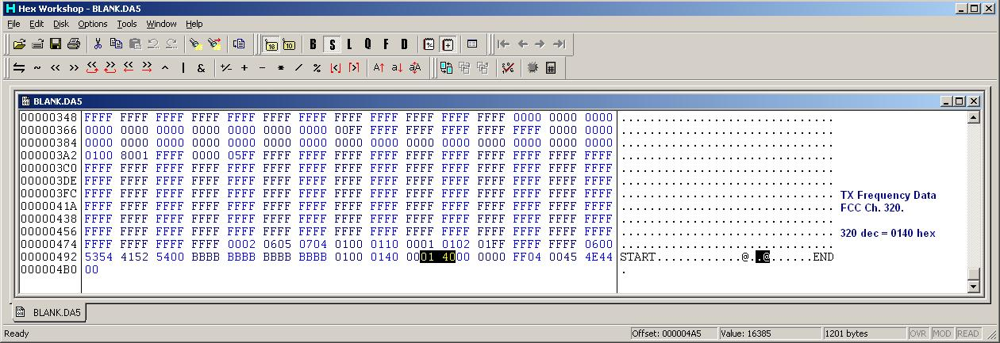 Hex Workshop - BLANK.DA5
File Edit Disk Options Tools Window Help
16 10 B S L Q F D
BLANK.DA5
00000348 FFFF FFFF FFFF FFFF FFFF FFFF FFFF FFFF FFFF FFFF FFFF FFFF 0000 0000 0000 ..............................
00000366 0000 0000 0000 0000 0000 0000 0000 00FF FFFF FFFF FFFF FFFF FFFF 0000 0000 ..............................
00000384 0000 0000 0000 0000 0000 0000 0000 0000 0000 0000 0000 0000 0000 0000 0000 ..............................
000003A2 0100 8001 FFFF 0000 05FF FFFF FFFF FFFF FFFF FFFF FFFF FFFF FFFF FFFF FFFF ..............................
000003C0 FFFF FFFF FFFF FFFF FFFF FFFF FFFF FFFF FFFF FFFF FFFF FFFF FFFF FFFF FFFF ..............................
000003DE FFFF FFFF FFFF FFFF FFFF FFFF FFFF FFFF FFFF FFFF FFFF FFFF FFFF FFFF FFFF ..............................
000003FC FFFF FFFF FFFF FFFF FFFF FFFF FFFF FFFF FFFF FFFF FFFF FFFF FFFF FFFF FFFF ..............................
0000041A FFFF FFFF FFFF FFFF FFFF FFFF FFFF FFFF FFFF FFFF FFFF FFFF FFFF FFFF FFFF ..............................
00000438 FFFF FFFF FFFF FFFF FFFF FFFF FFFF FFFF FFFF FFFF FFFF FFFF FFFF FFFF FFFF ..............................
00000456 FFFF FFFF FFFF FFFF FFFF FFFF FFFF FFFF FFFF FFFF FFFF FFFF FFFF FFFF FFFF ..............................
00000474 FFFF FFFF FFFF FFFF 0002 0605 0704 0100 0110 0001 0102 01FF FFFF FFFF 0600 ..............................
00000492 5354 4152 5400 BBBB BBBB BBBB BBBB 0100 0140 0001 4000 0000 FF04 0045 4E44 START............@..@.......END
000004B0 00 .
TX Frequency Data
FCC Ch. 320.
320 dec = 0140 hex
BLANK.DA5
Ready Offset: 000004A5 Value: 16385 1201 bytes OVR MOD READ